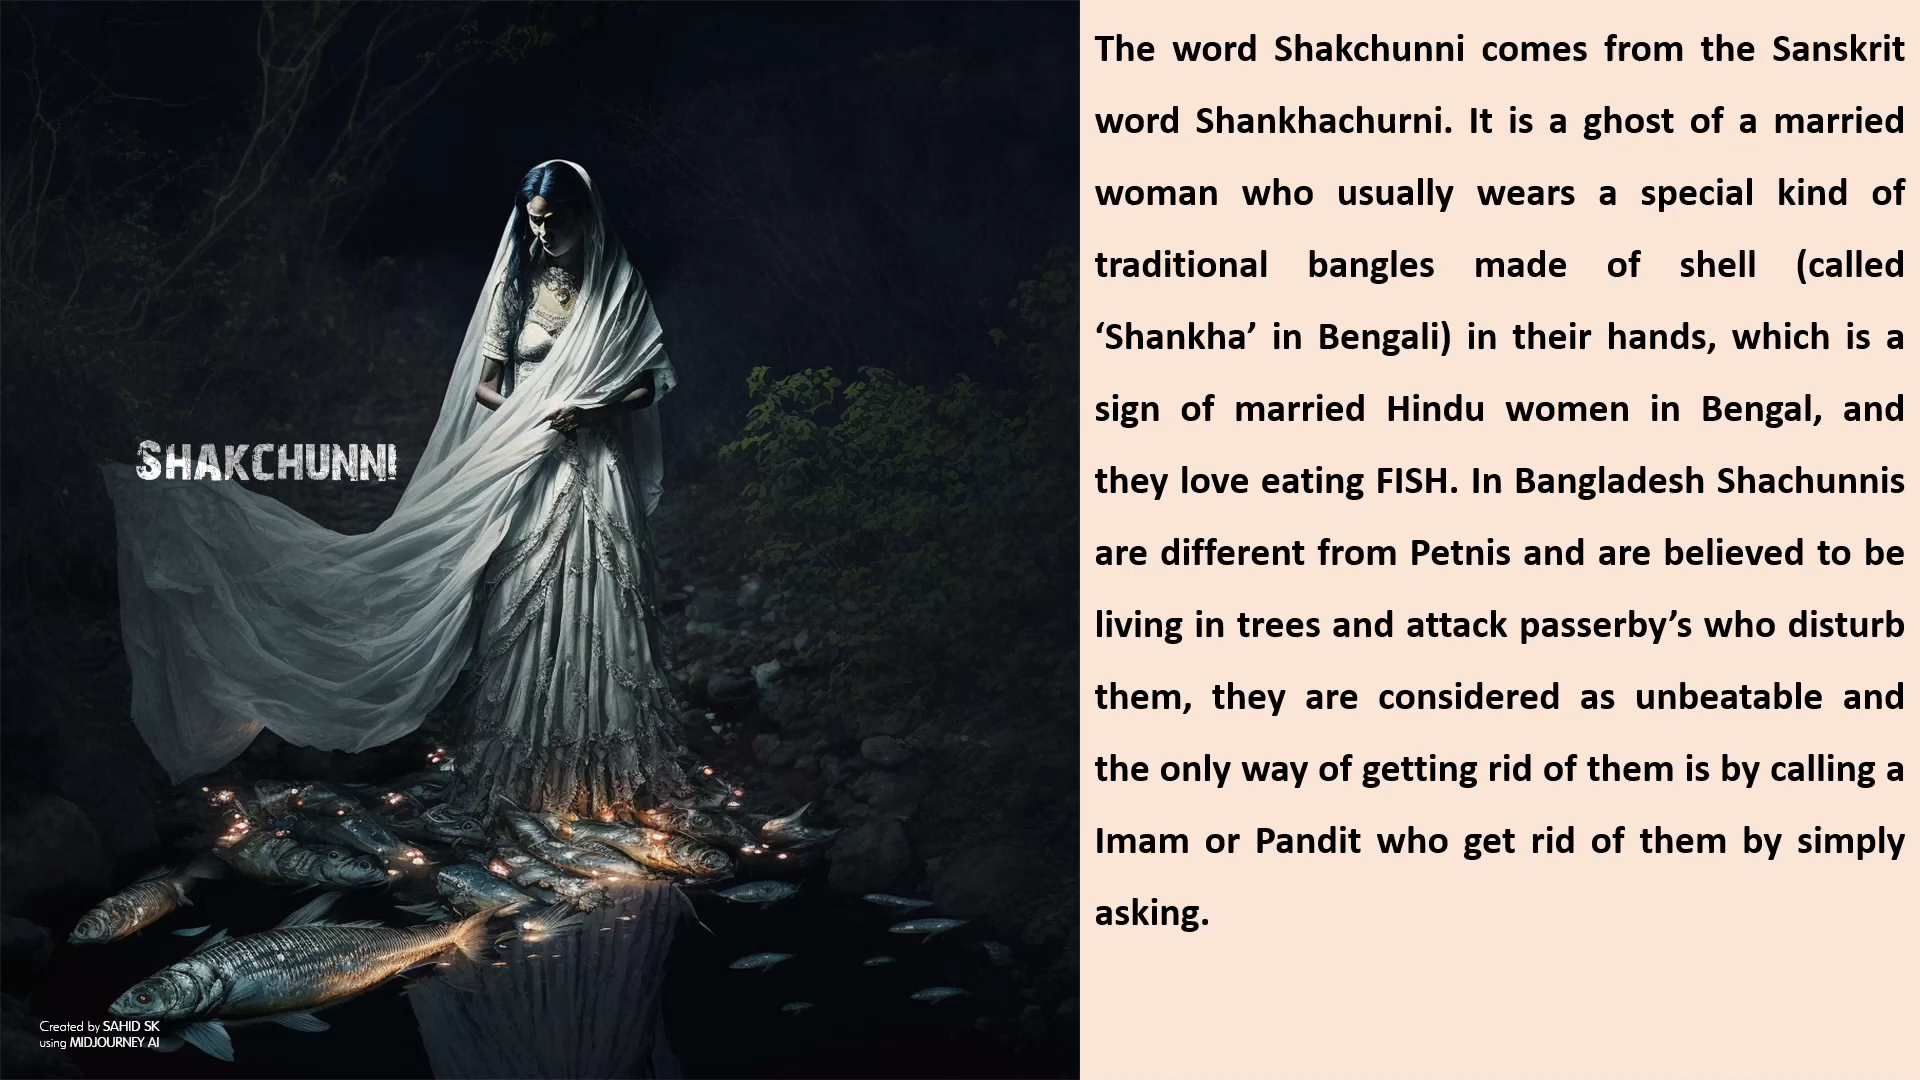 SHAKCHUNNI
Created by SAHID SK
using MIDJOURNEY AI
The word Shakchunni comes from the Sanskrit
word Shankhachurni. It is a ghost of a married
woman who usually wears a special kind of
traditional bangles made of shell (called
‘Shankha’ in Bengali) in their hands, which is a
sign of married Hindu women in Bengal, and
they love eating FISH. In Bangladesh Shachunnis
are different from Petnis and are believed to be
living in trees and attack passerby’s who disturb
them, they are considered as unbeatable and
the only way of getting rid of them is by calling a
Imam or Pandit who get rid of them by simply
asking.